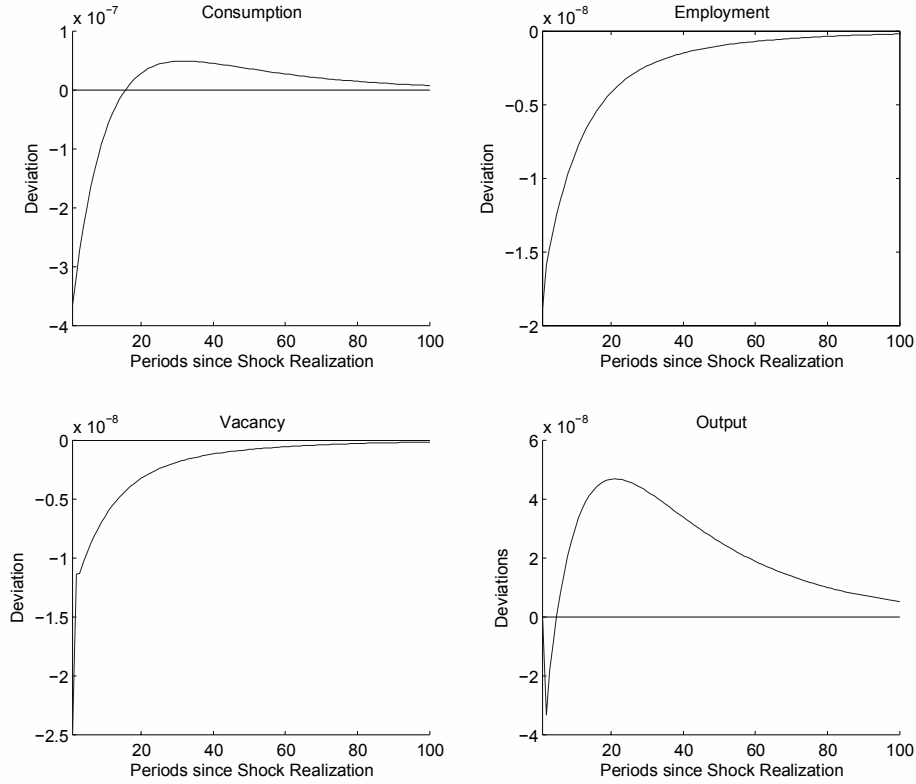 Consumption
x 10−7
Deviation
1
0
−1
−2
−3
−4
20 40 60 80 100
Periods since Shock Realization
Employment
x 10−8
Deviation
0
−0.5
−1
−1.5
−2
20 40 60 80 100
Periods since Shock Realization
Vacancy
x 10−8
Deviation
0
−0.5
−1
−1.5
−2
−2.5
20 40 60 80 100
Periods since Shock Realization
Output
x 10−8
Deviations
6
4
2
0
−2
−4
20 40 60 80 100
Periods since Shock Realization